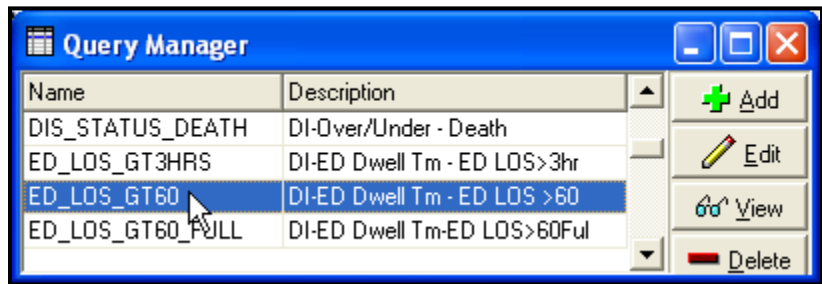 Query Manager
Name Description
DIS_STATUS_DEATH DI-Over/Under - Death
ED_LOS_GT3HRS DI-ED Dwell Tm - ED LOS>3hr
ED_LOS_GT60 DI-ED Dwell Tm - ED LOS >60
ED_LOS_GT60_FULL DI-ED Dwell Tm-ED LOS>60Ful
Add
Edit
View
Delete